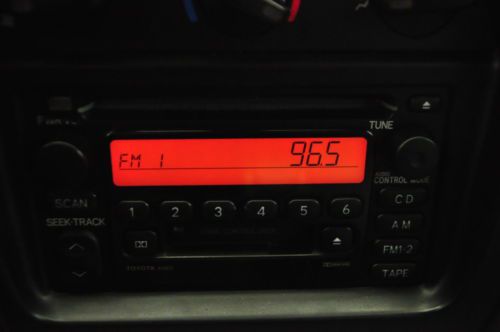 TUNE
FM 1 96.5
AUDIO
CONTROL MODE
SCAN
CD
1 2 3 4 5 6
SEEK·TRACK
AM
FM1·2
TOYOTA
TAPE